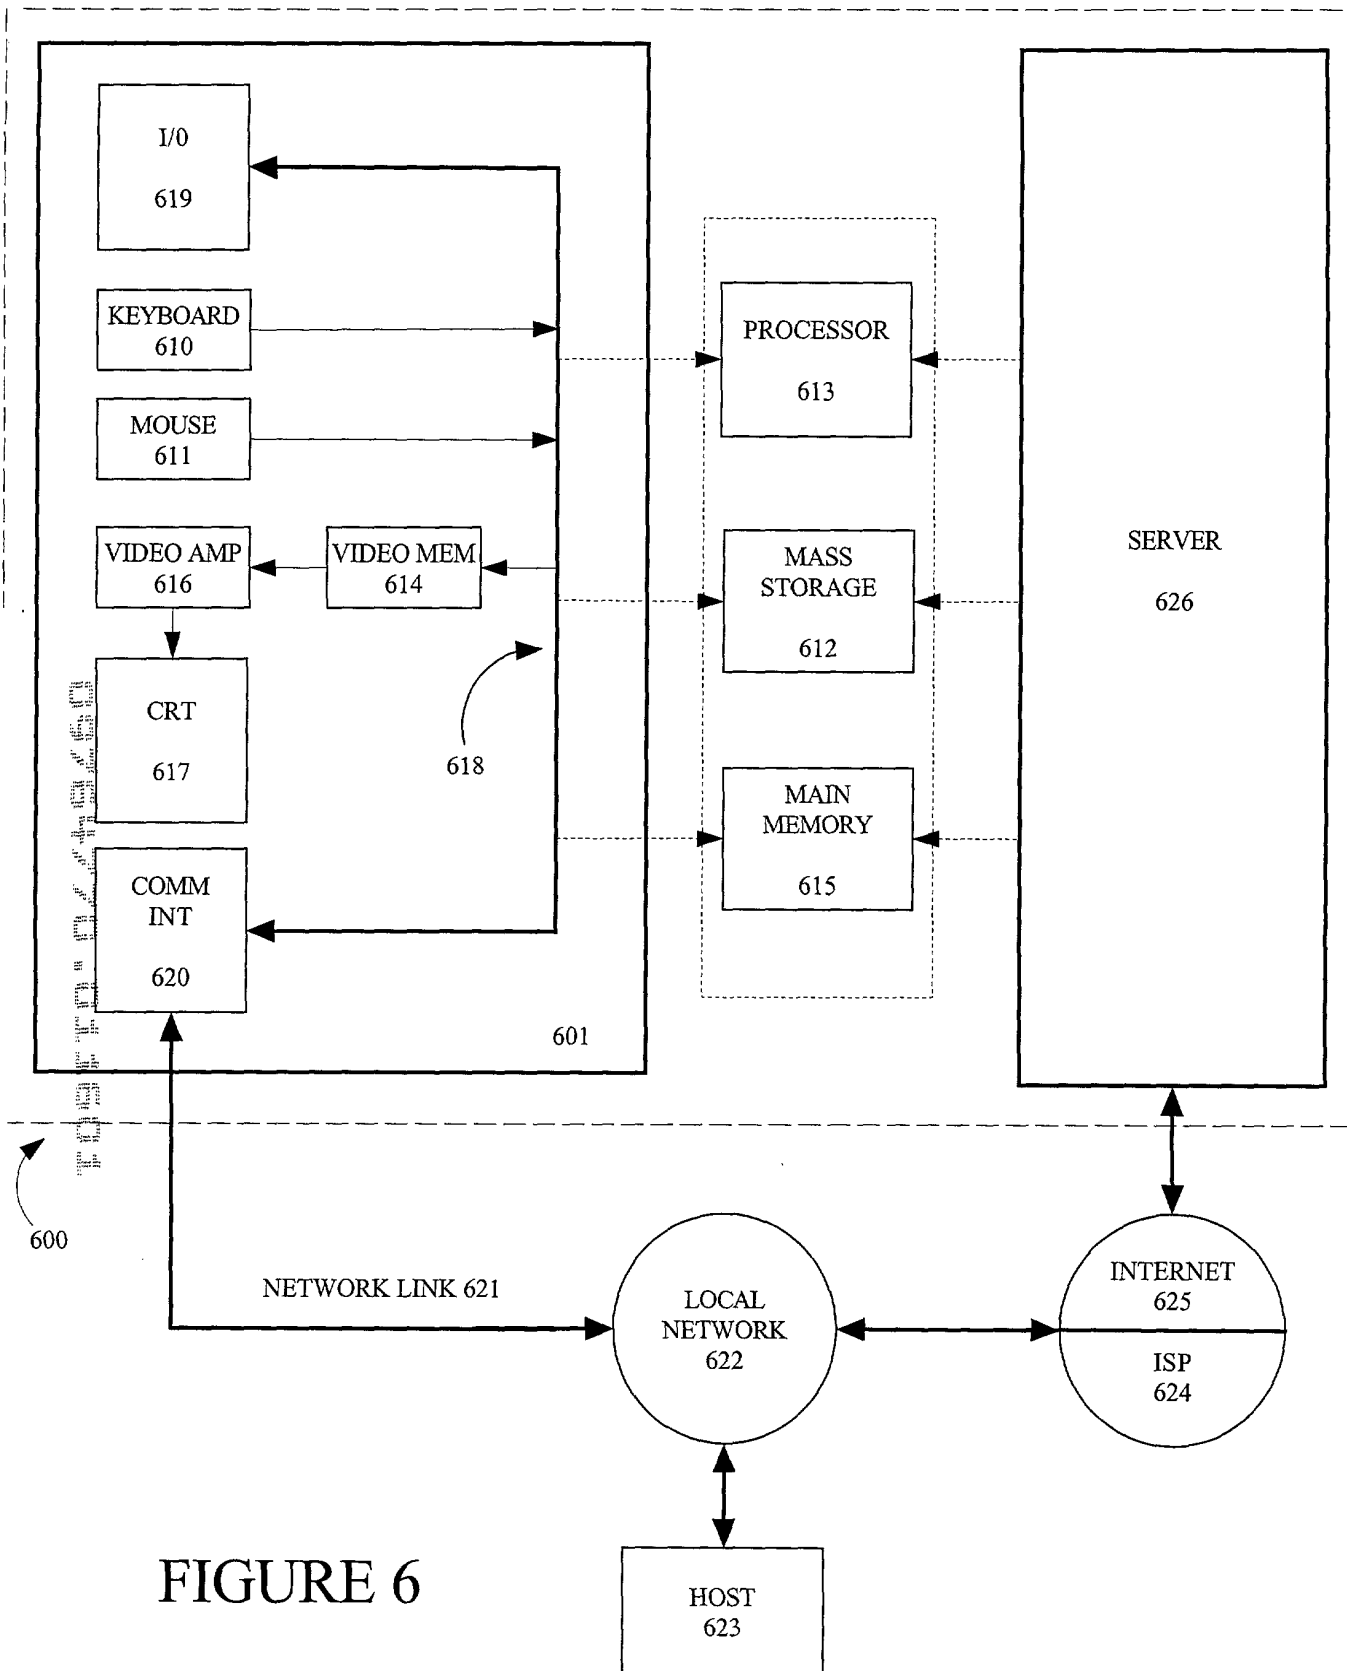 I/0
619
KEYBOARD
610
MOUSE
611
VIDEO AMP
616
VIDEO MEM
614
CRT
617
618
COMM
INT
620
601
PROCESSOR
613
MASS
STORAGE
612
MAIN
MEMORY
615
SERVER
626
600
NETWORK LINK 621
LOCAL
NETWORK
622
INTERNET
625
ISP
624
HOST
623
FIGURE 6